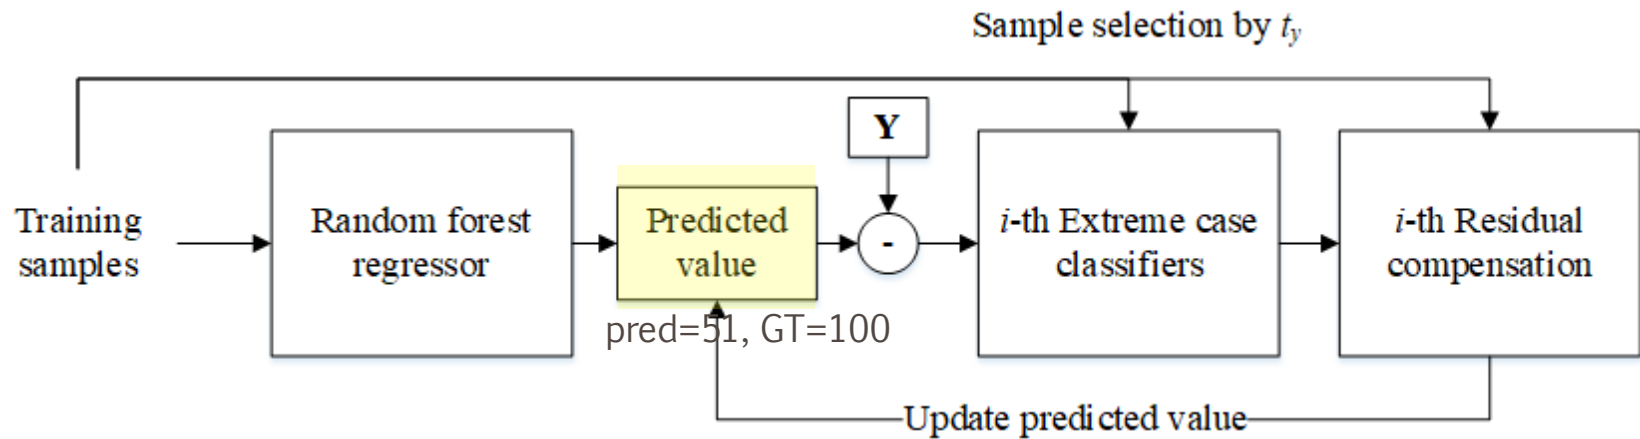 Sample selection by ty
Y
Training
samples
Random forest
regressor
Predicted
value
-
i-th Extreme case
classifiers
i-th Residual
compensation
pred=51, GT=100
Update predicted value